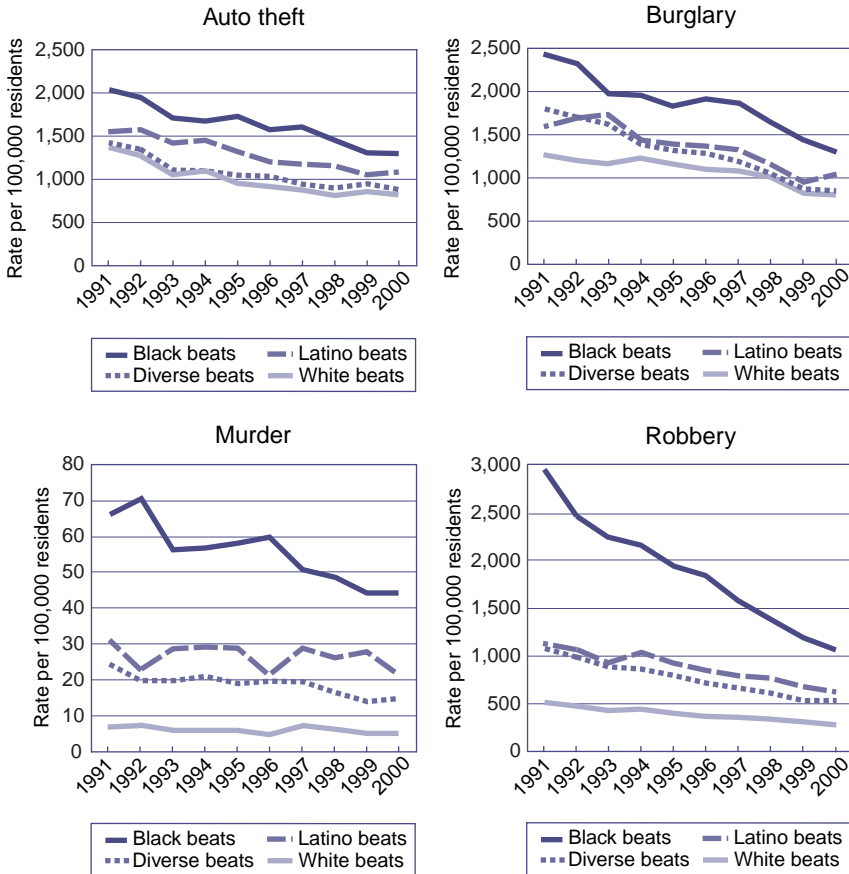 Auto theft
Rate per 100,000 residents
2,500
2,000
1,500
1,000
500
0
1991 1992 1993 1994 1995 1996 1997 1998 1999 2000
Black beats Latino beats
Diverse beats White beats
Burglary
Rate per 100,000 residents
2,500
2,000
1,500
1,000
500
0
1991 1992 1993 1994 1995 1996 1997 1998 1999 2000
Black beats Latino beats
Diverse beats White beats
Murder
Rate per 100,000 residents
80
70
60
50
40
30
20
10
0
1991 1992 1993 1994 1995 1996 1997 1998 1999 2000
Black beats Latino beats
Diverse beats White beats
Robbery
Rate per 100,000 residents
3,000
2,500
2,000
1,500
1,000
500
0
1991 1992 1993 1994 1995 1996 1997 1998 1999 2000
Black beats Latino beats
Diverse beats White beats